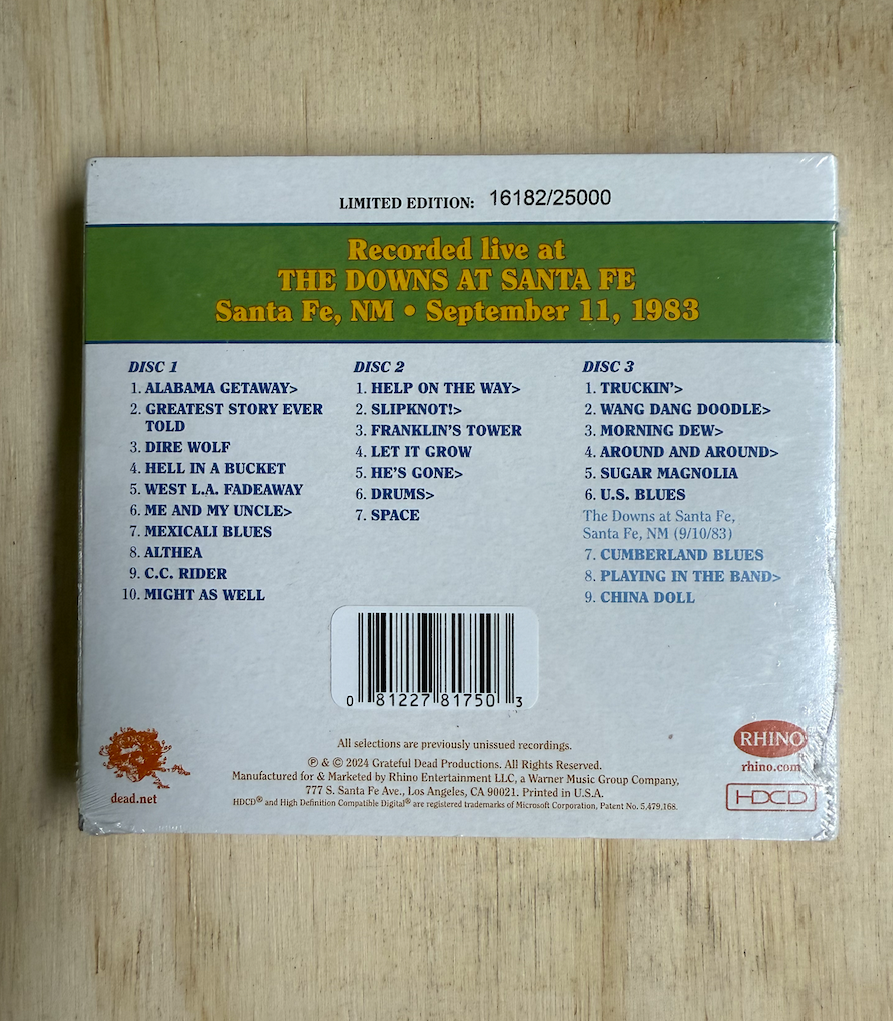 LIMITED EDITION: 16182/25000
Recorded live at
THE DOWNS AT SANTA FE
Santa Fe, NM • September 11, 1983
DISC 1
1. ALABAMA GETAWAY>
2. GREATEST STORY EVER
TOLD
3. DIRE WOLF
4. HELL IN A BUCKET
5. WEST L.A. FADEAWAY
6. ME AND MY UNCLE>
7. MEXICALI BLUES
8. ALTHEA
9. C.C. RIDER
10. MIGHT AS WELL
DISC 2
1. HELP ON THE WAY>
2. SLIPKNOT!>
3. FRANKLIN'S TOWER
4. LET IT GROW
5. HE'S GONE>
6. DRUMS>
7. SPACE
DISC 3
1. TRUCKIN'>
2. WANG DANG DOODLE>
3. MORNING DEW>
4. AROUND AND AROUND>
5. SUGAR MAGNOLIA
6. U.S. BLUES
The Downs at Santa Fe,
Santa Fe, NM (9/10/83)
7. CUMBERLAND BLUES
8. PLAYING IN THE BAND>
9. CHINA DOLL
0 81227 81750 3
dead.net
All selections are previously unissued recordings.
℗ & © 2024 Grateful Dead Productions. All Rights Reserved.
Manufactured for & Marketed by Rhino Entertainment LLC, a Warner Music Group Company,
777 S. Santa Fe Ave., Los Angeles, CA 90021. Printed in U.S.A.
HDCD® and High Definition Compatible Digital® are registered trademarks of Microsoft Corporation, Patent No. 5,479,168.
RHINO
rhino.com
HDCD